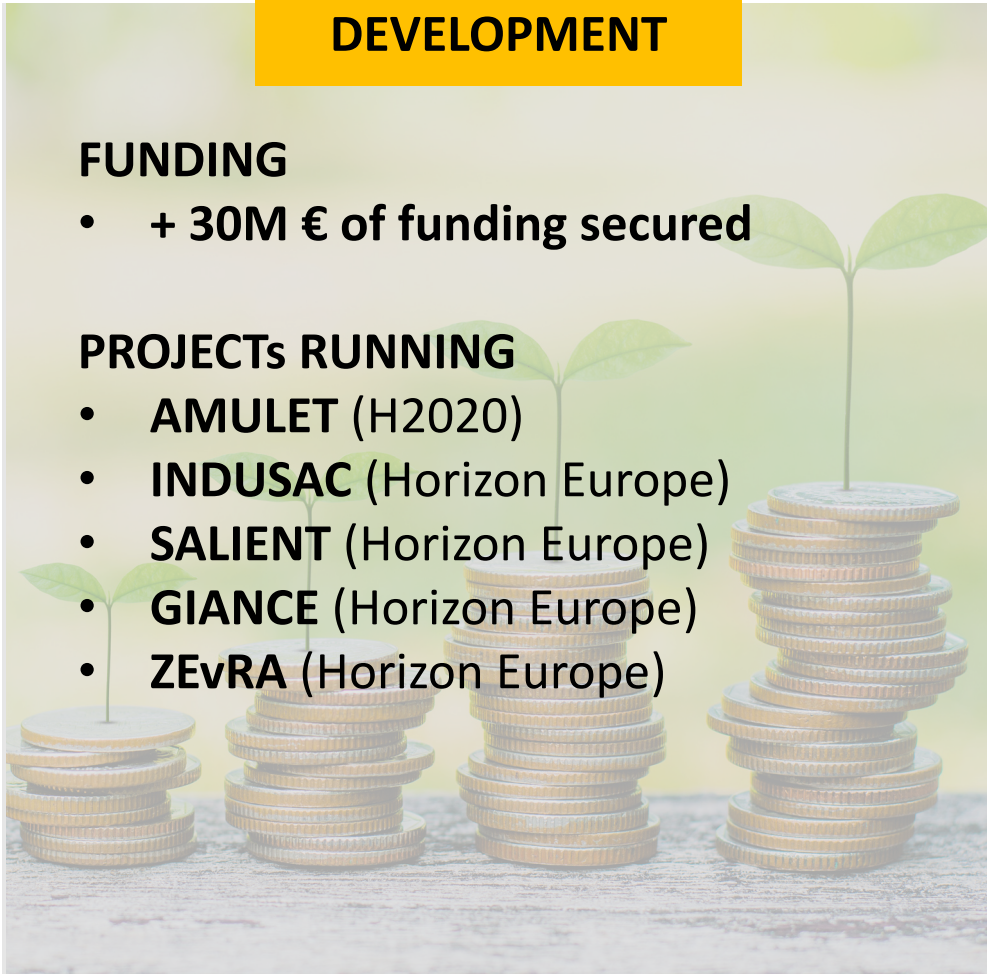 DEVELOPMENT
FUNDING
• + 30M € of funding secured
PROJECTs RUNNING
• AMULET (H2020)
• INDUSAC (Horizon Europe)
• SALIENT (Horizon Europe)
• GIANCE (Horizon Europe)
• ZEvRA (Horizon Europe)